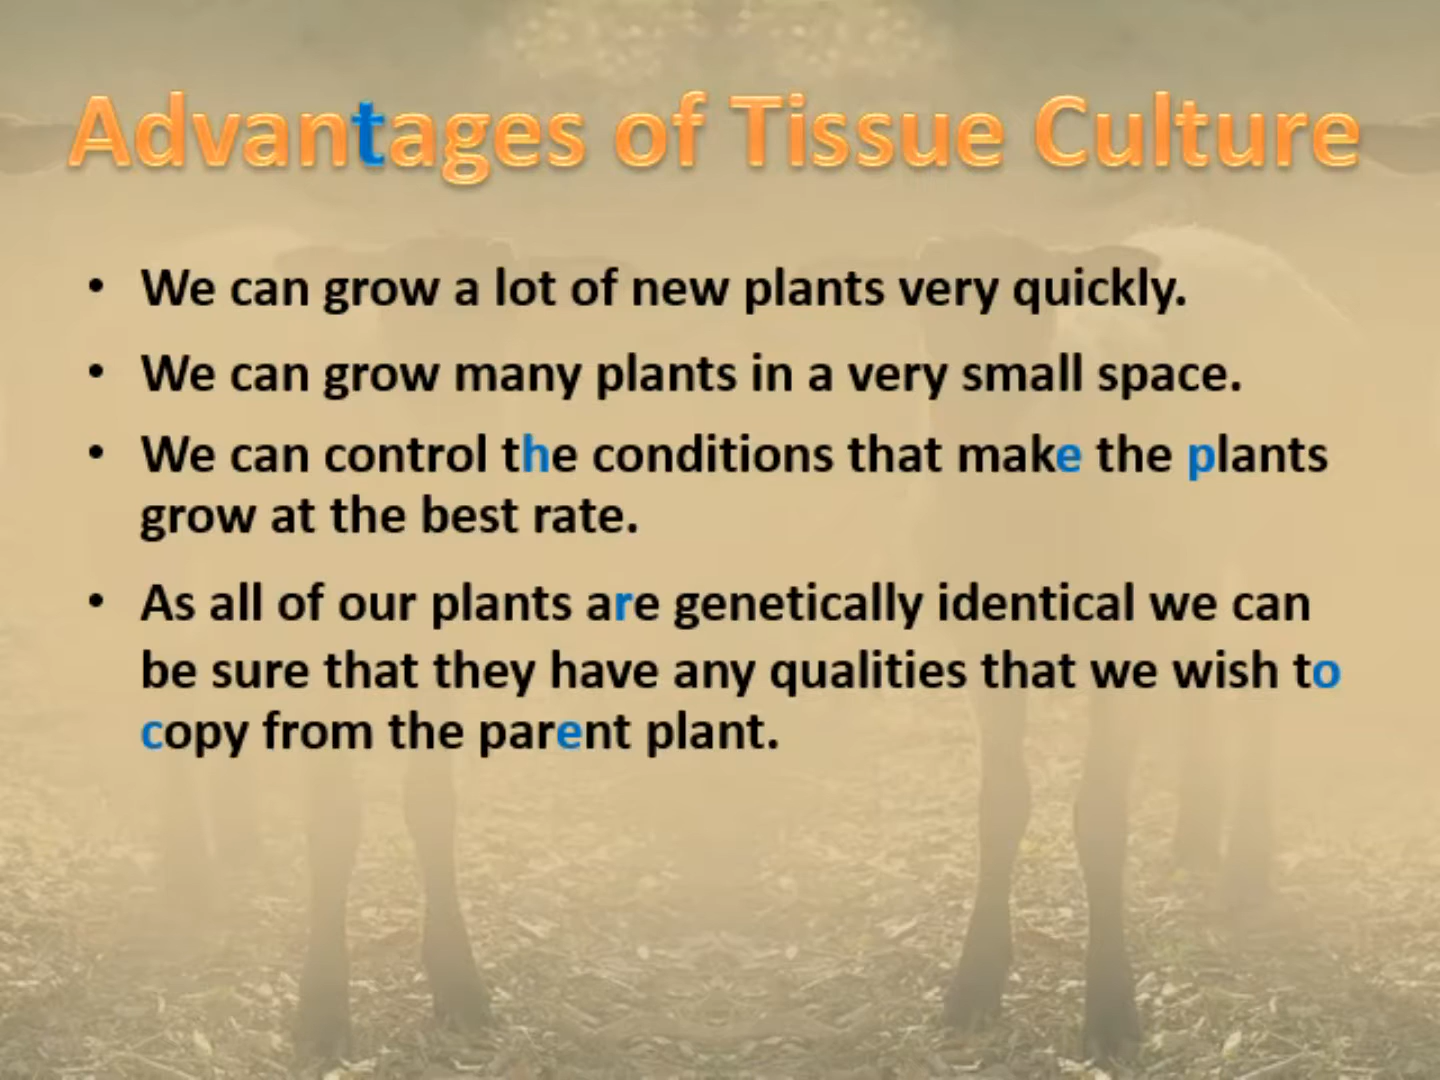 Advantages of Tissue Culture
• We can grow a lot of new plants very quickly.
• We can grow many plants in a very small space.
• We can control the conditions that make the plants
grow at the best rate.
• As all of our plants are genetically identical we can
be sure that they have any qualities that we wish to
copy from the parent plant.